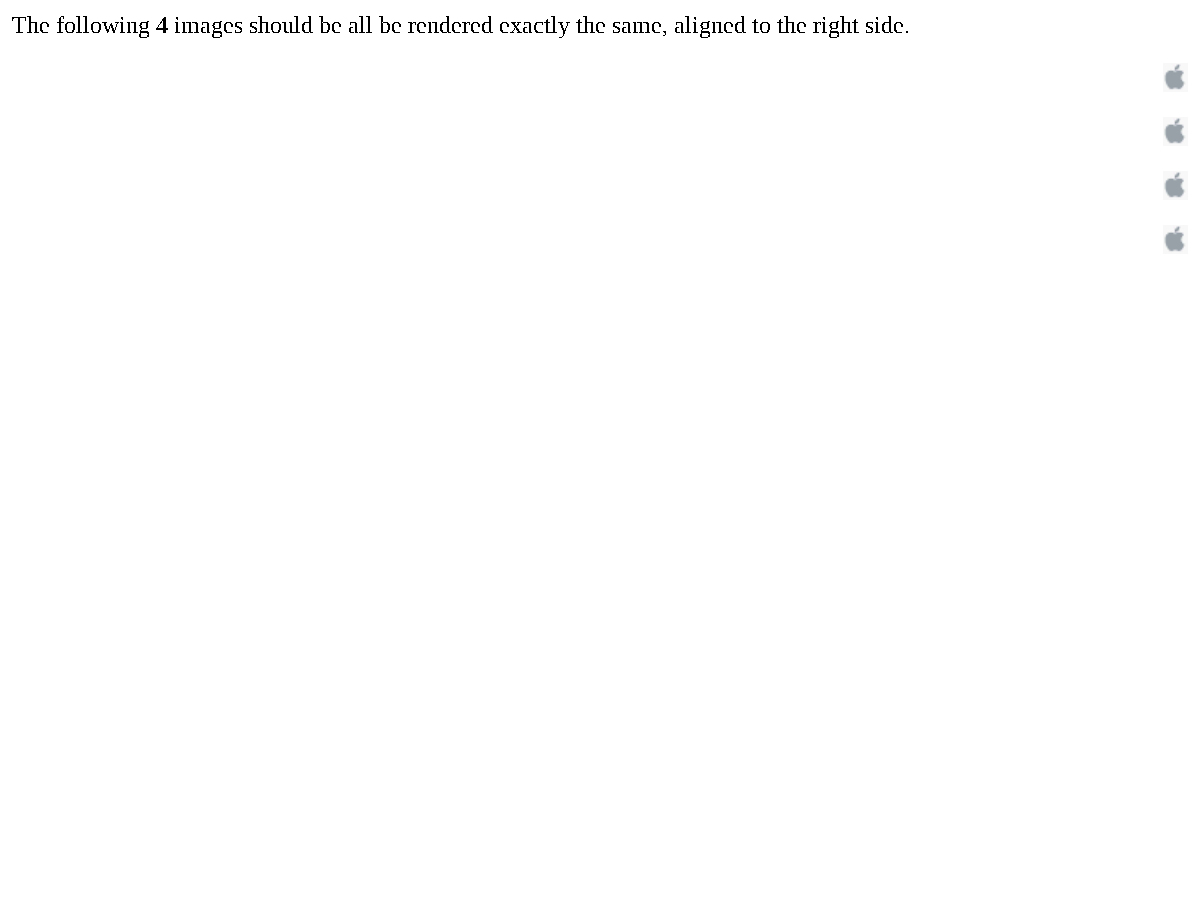 The following 4 images should be all be rendered exactly the same, aligned to the right side.